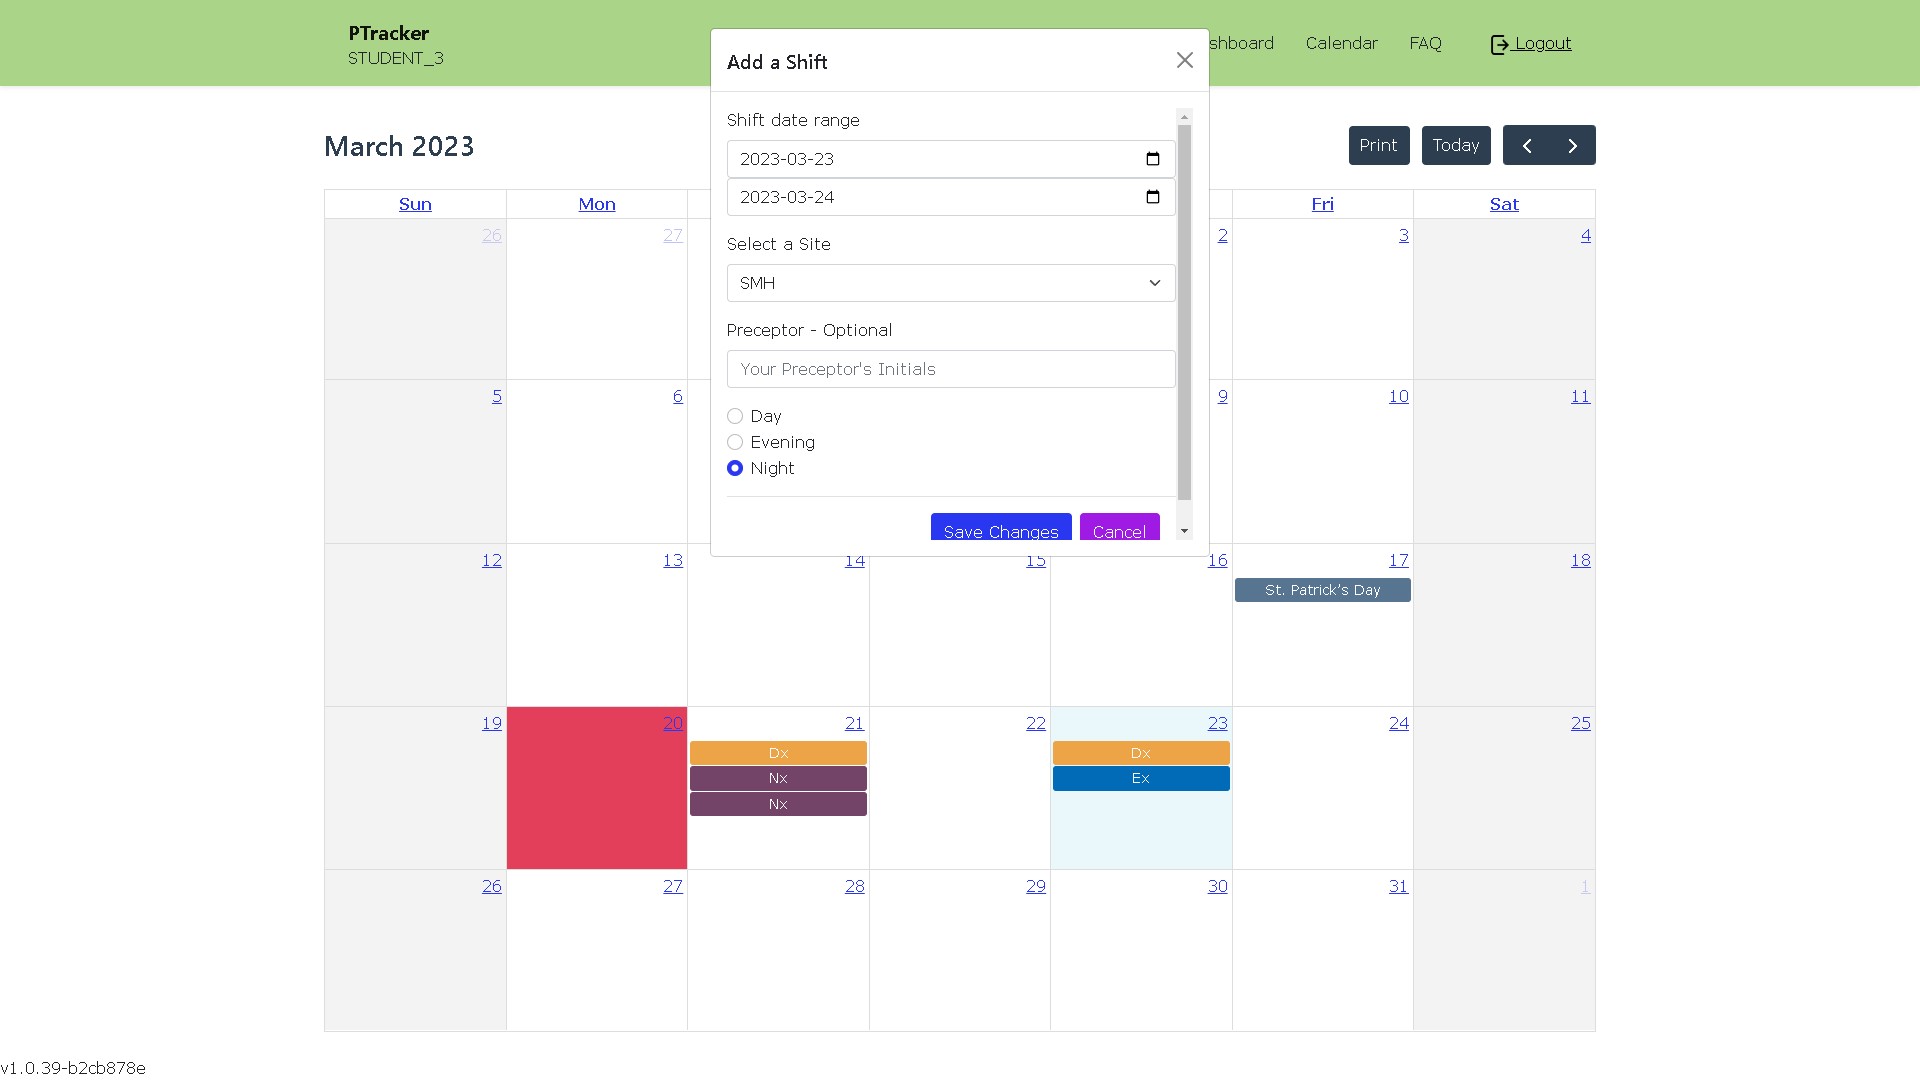 PTracker
STUDENT_3
shboard Calendar FAQ Logout
Add a Shift
Shift date range
2023-03-23
2023-03-24
Select a Site
SMH
Preceptor - Optional
Your Preceptor's Initials
Day
Evening
Night
Save Changes Cancel
March 2023
Print Today
Sun Mon Fri Sat
26 27 2 3 4
5 6 9 10 11
12 13 14 15 16 17 18
St. Patrick's Day
19 20 21 22 23 24 25
Dx Dx
Nx Ex
Nx
26 27 28 29 30 31 1
v1.0.39-b2cb878e